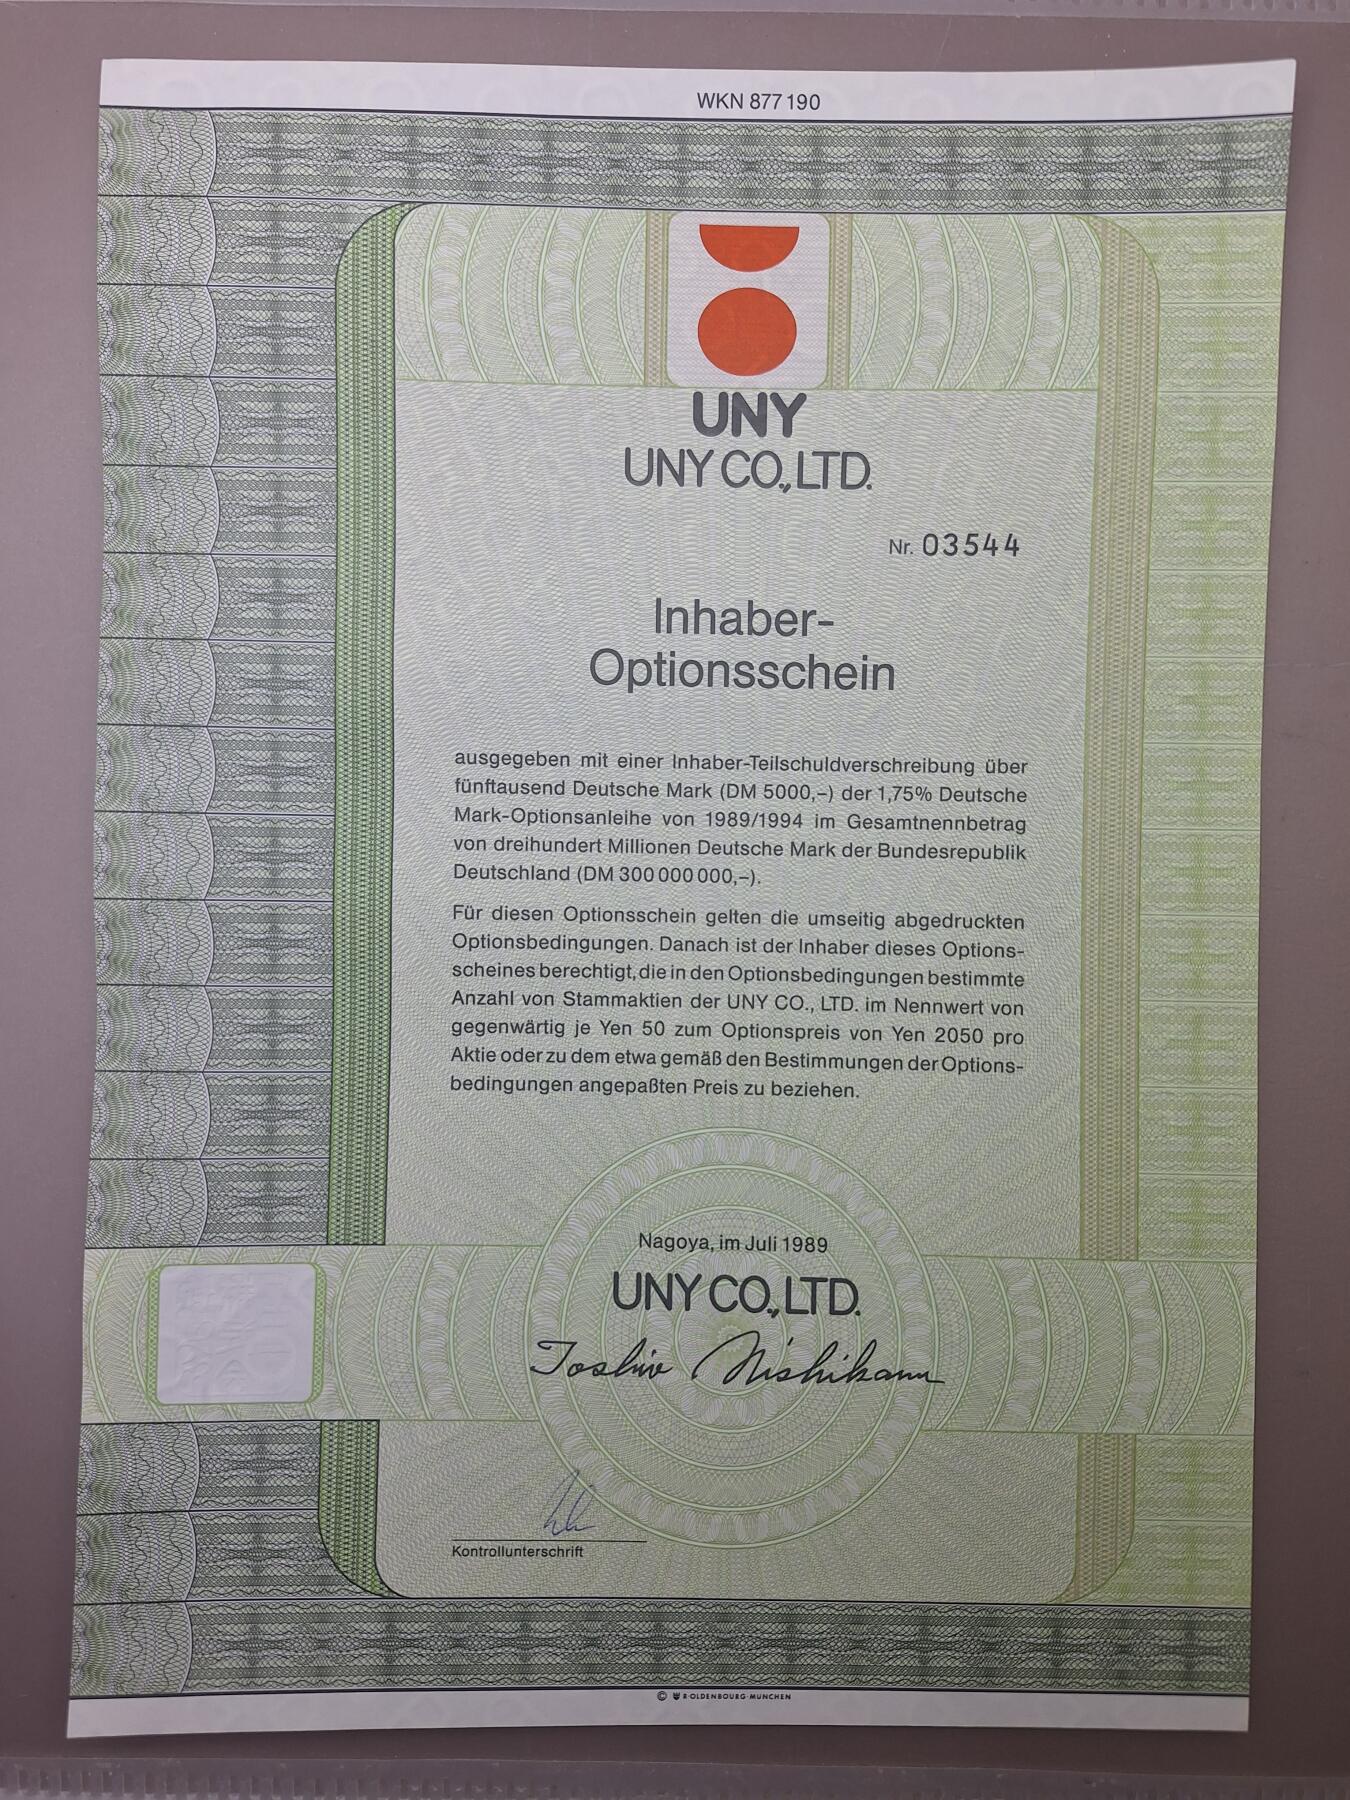 WKN 877190
UNY
UNY CO., LTD.
Nr. 03544
Inhaber-
Optionsschein
ausgegeben mit einer Inhaber-Teilschuldverschreibung über
fünftausend Deutsche Mark (DM 5000,–) der 1,75% Deutsche
Mark-Optionsanleihe von 1989/1994 im Gesamtnennbetrag
von dreihundert Millionen Deutsche Mark der Bundesrepublik
Deutschland (DM 300 000 000,–).
Für diesen Optionsschein gelten die umseitig abgedruckten
Optionsbedingungen. Danach ist der Inhaber dieses Options-
scheines berechtigt, die in den Optionsbedingungen bestimmte
Anzahl von Stammaktien der UNY CO., LTD. im Nennwert von
gegenwärtig je Yen 50 zum Optionspreis von Yen 2050 pro
Aktie oder zu dem etwa gemäß den Bestimmungen der Options-
bedingungen angepaßten Preis zu beziehen.
Nagoya, im Juli 1989
UNY CO., LTD.
Toshio Nishikawa
Kontrollunterschrift
© R·OLDENBOURG·MÜNCHEN